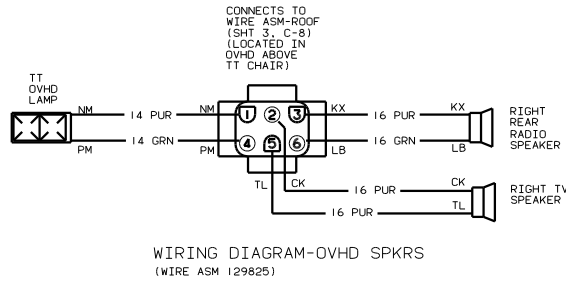 CONNECTS TO
WIRE ASM-ROOF
(SHT 3, C-8)
(LOCATED IN
OVHD ABOVE
TT CHAIR)
TT
OVHD
LAMP
NM 14 PUR NM 1 2 3 KX 16 PUR KX
PM 14 GRN PM 4 5 6 LB 16 GRN LB
RIGHT
REAR
RADIO
SPEAKER
TL CK 16 PUR CK
16 PUR TL
RIGHT TV
SPEAKER
WIRING DIAGRAM-OVHD SPKRS
(WIRE ASM 129825)